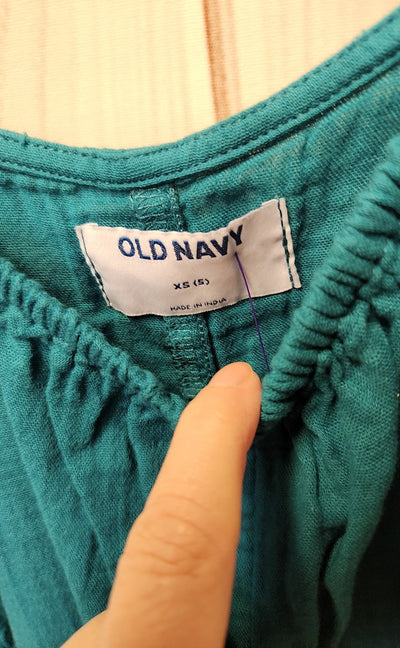 OLD NAVY
XS (5)
MADE IN INDIA